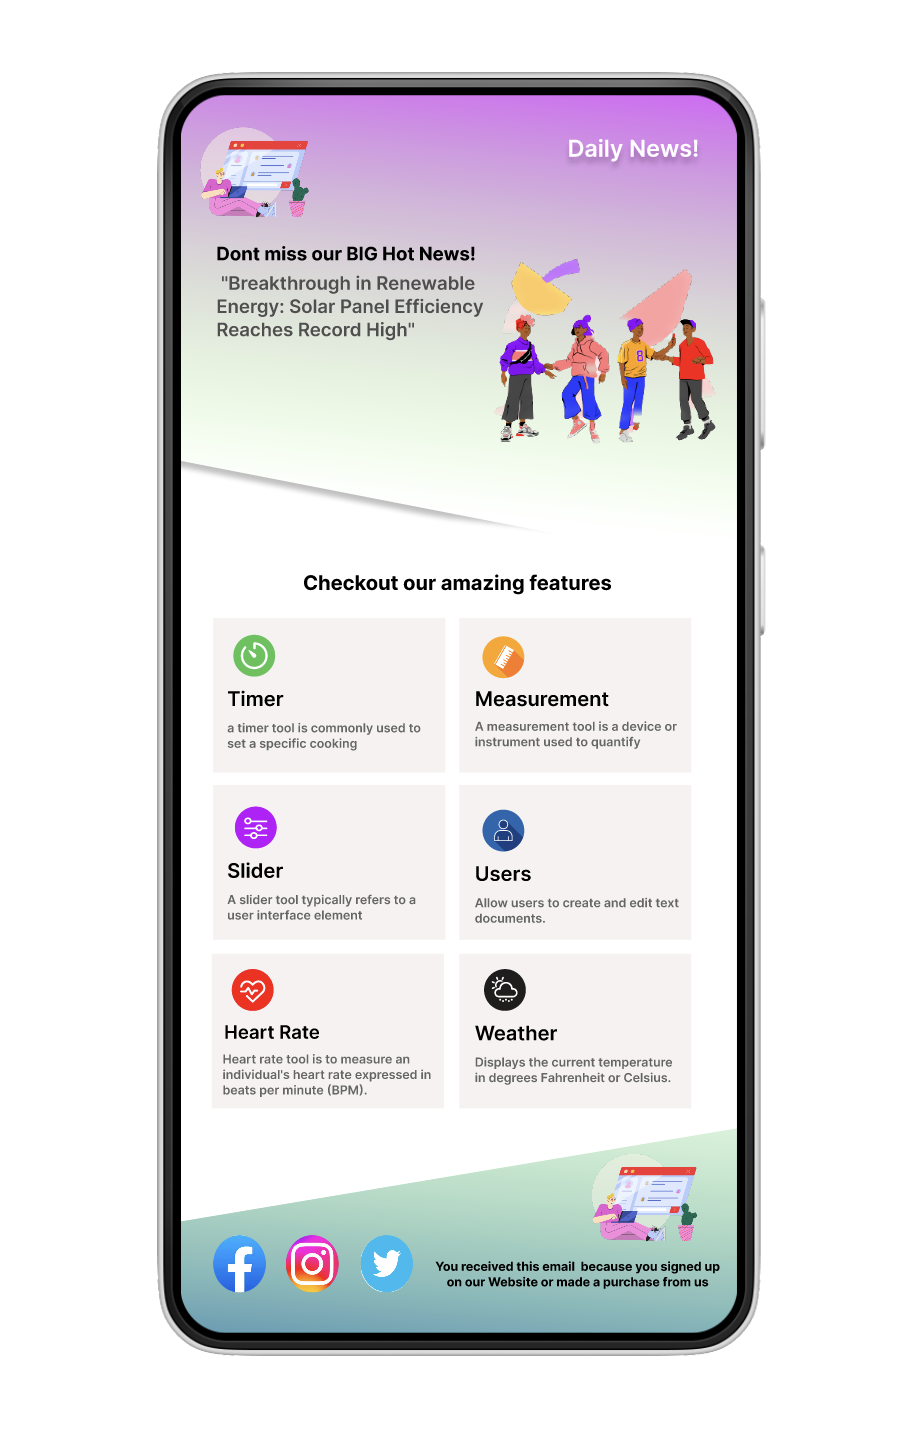 Daily News!
Dont miss our BIG Hot News!
"Breakthrough in Renewable
Energy: Solar Panel Efficiency
Reaches Record High"
8
Checkout our amazing features
Timer
a timer tool is commonly used to
set a specific cooking
Measurement
A measurement tool is a device or
instrument used to quantify
Slider
A slider tool typically refers to a
user interface element
Users
Allow users to create and edit text
documents.
Heart Rate
Heart rate tool is to measure an
individual's heart rate expressed in
beats per minute (BPM).
Weather
Displays the current temperature
in degrees Fahrenheit or Celsius.
You received this email  because you signed up
on our Website or made a purchase from us